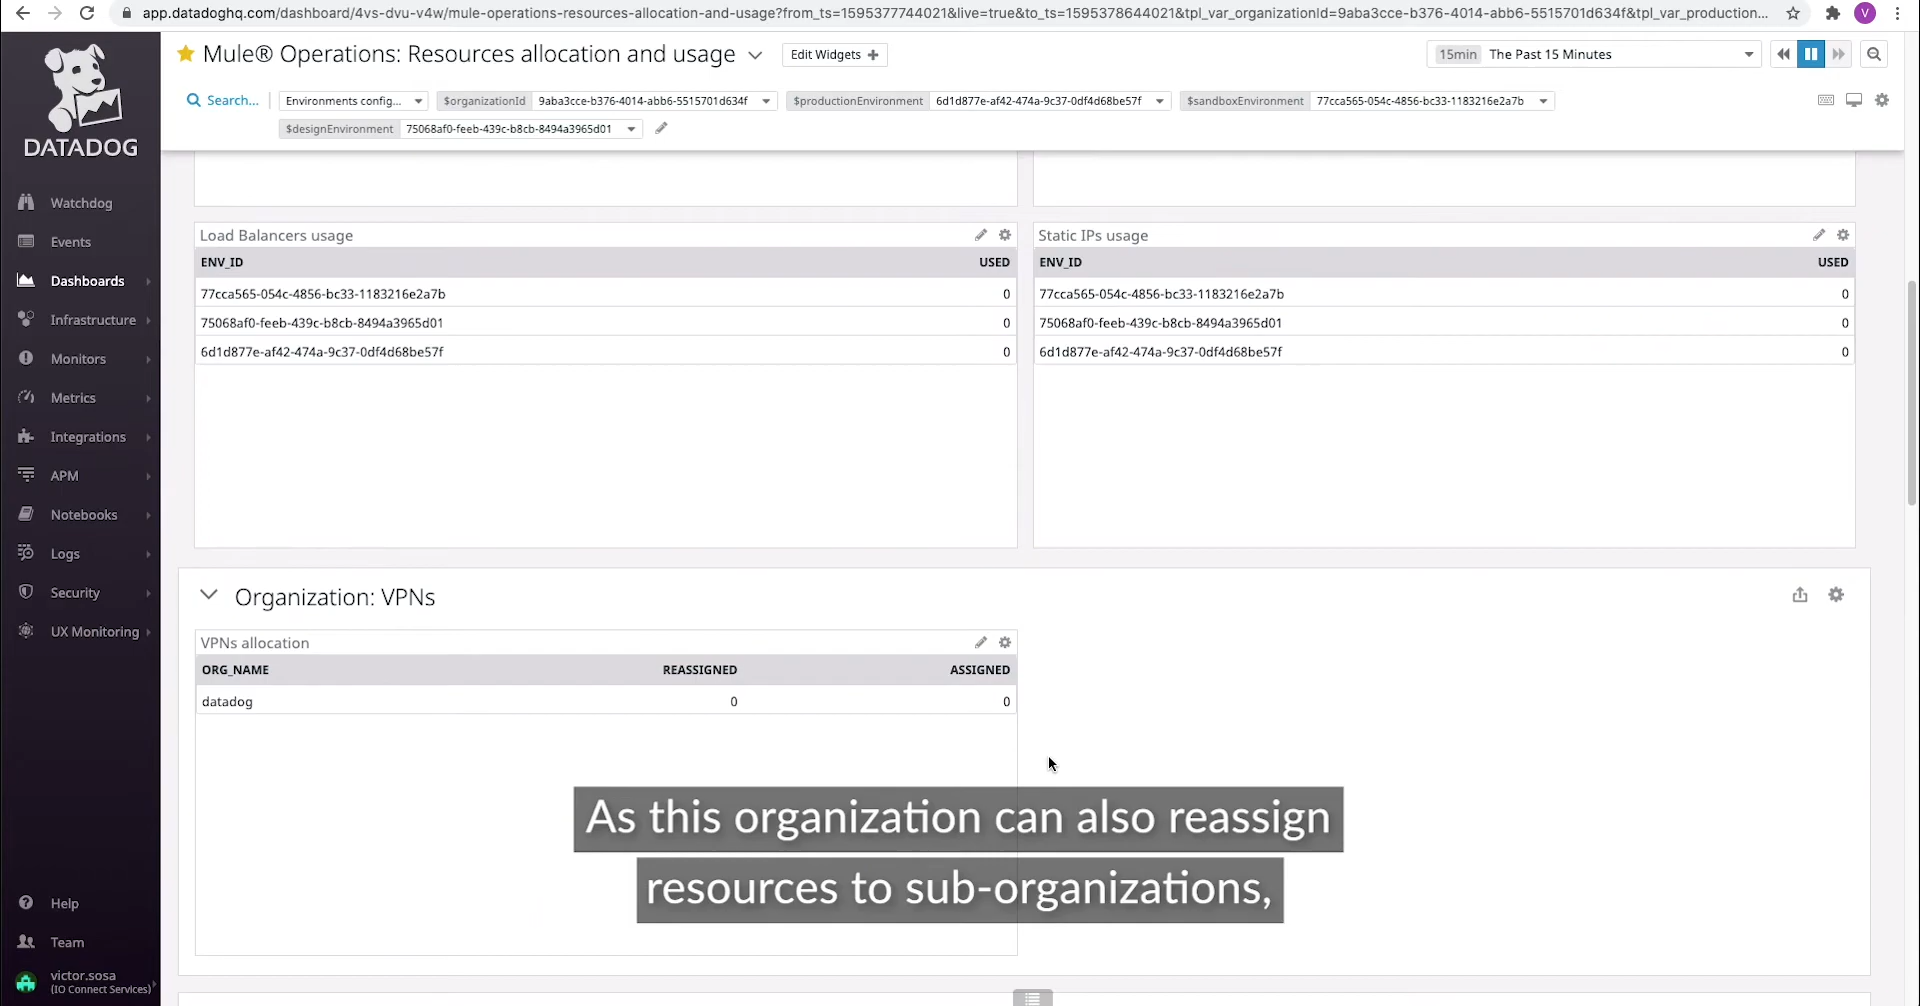 app.datadoghq.com/dashboard/4vs-dvu-v4w/mule-operations-resources-allocation-and-usage?from_ts=1595377744021&live=true&to_ts=1595378644021&tpl_var_organizationId=9aba3cce-b376-4014-abb6-5515701d634f&tpl_var_production...
V
DATADOG
Mule® Operations: Resources allocation and usage
Edit Widgets +
15min The Past 15 Minutes
Search...
Environments config...
$organizationId 9aba3cce-b376-4014-abb6-5515701d634f
$productionEnvironment 6d1d877e-af42-474a-9c37-0df4d68be57f
$sandboxEnvironment 77cca565-054c-4856-bc33-1183216e2a7b
$designEnvironment 75068af0-feeb-439c-b8cb-8494a3965d01
Watchdog
Events
Dashboards
Infrastructure
Monitors
Metrics
Integrations
APM
Notebooks
Logs
Security
UX Monitoring
Help
Team
victor.sosa
(IO Connect Services)
Load Balancers usage
ENV_ID USED
77cca565-054c-4856-bc33-1183216e2a7b 0
75068af0-feeb-439c-b8cb-8494a3965d01 0
6d1d877e-af42-474a-9c37-0df4d68be57f 0
Static IPs usage
ENV_ID USED
77cca565-054c-4856-bc33-1183216e2a7b 0
75068af0-feeb-439c-b8cb-8494a3965d01 0
6d1d877e-af42-474a-9c37-0df4d68be57f 0
Organization: VPNs
VPNs allocation
ORG_NAME REASSIGNED ASSIGNED
datadog 0 0
As this organization can also reassign
resources to sub-organizations,